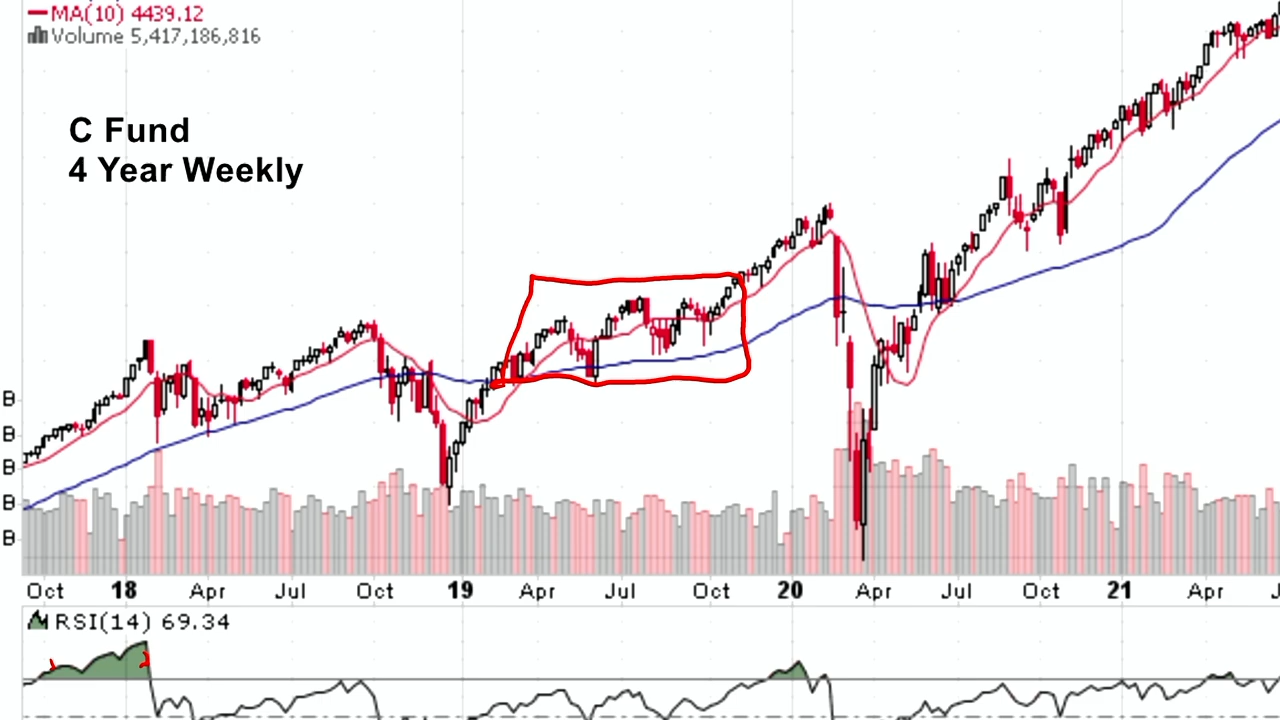 MA(10) 4439.12
Volume 5,417,186,816
C Fund
4 Year Weekly
B
B
B
B
B
Oct 18 Apr Jul Oct 19 Apr Jul Oct 20 Apr Jul Oct 21 Apr
RSI(14) 69.34